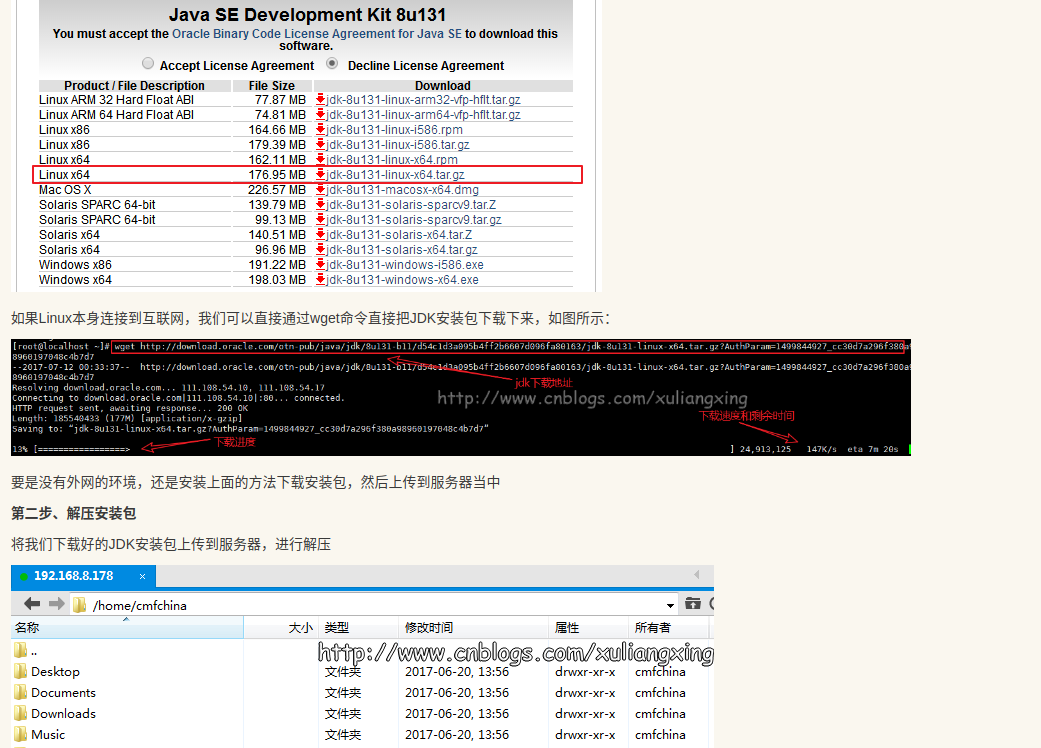 Java SE Development Kit 8u131
You must accept the Oracle Binary Code License Agreement for Java SE to download this
software.
Accept License Agreement Decline License Agreement
Product / File Description File Size Download
Linux ARM 32 Hard Float ABI 77.87 MB jdk-8u131-linux-arm32-vfp-hflt.tar.gz
Linux ARM 64 Hard Float ABI 74.81 MB jdk-8u131-linux-arm64-vfp-hflt.tar.gz
Linux x86 164.66 MB jdk-8u131-linux-i586.rpm
Linux x86 179.39 MB jdk-8u131-linux-i586.tar.gz
Linux x64 162.11 MB jdk-8u131-linux-x64.rpm
Linux x64 176.95 MB jdk-8u131-linux-x64.tar.gz
Mac OS X 226.57 MB jdk-8u131-macosx-x64.dmg
Solaris SPARC 64-bit 139.79 MB jdk-8u131-solaris-sparcv9.tar.Z
Solaris SPARC 64-bit 99.13 MB jdk-8u131-solaris-sparcv9.tar.gz
Solaris x64 140.51 MB jdk-8u131-solaris-x64.tar.Z
Solaris x64 96.96 MB jdk-8u131-solaris-x64.tar.gz
Windows x86 191.22 MB jdk-8u131-windows-i586.exe
Windows x64 198.03 MB jdk-8u131-windows-x64.exe
如果Linux本身连接到互联网，我们可以直接通过wget命令直接把JDK安装包下载下来，如图所示：
[root@localhost ~]# wget http://download.oracle.com/otn-pub/java/jdk/8u131-b11/d54c1d3a095b4ff2b6607d096fa80163/jdk-8u131-linux-x64.tar.gz?AuthParam=1499844927_cc30d7a296f380a9
8960197048c4b7d7
--2017-07-12 00:33:37-- http://download.oracle.com/otn-pub/java/jdk/8u131-b11/d54c1d3a095b4ff2b6607d096fa80163/jdk-8u131-linux-x64.tar.gz?AuthParam=1499844927_cc30d7a296f380a9
8960197048c4b7d7
Resolving download.oracle.com... 111.108.54.10, 111.108.54.17
jdk下载地址
Connecting to download.oracle.com|111.108.54.10|:80... connected.
http://www.cnblogs.com/xuliangxing
HTTP request sent, awaiting response... 200 OK
Length: 185540433 (177M) [application/x-gzip]
下载速度和剩余时间
Saving to: “jdk-8u131-linux-x64.tar.gz?AuthParam=1499844927_cc30d7a296f380a98960197048c4b7d7”
下载进度
13% [=================> ] 24,913,125 147K/s eta 7m 20s
要是没有外网的环境，还是安装上面的方法下载安装包，然后上传到服务器当中
第二步、解压安装包
将我们下载好的JDK安装包上传到服务器，进行解压
192.168.8.178 ×
/home/cmfchina
名称 大小 类型 修改时间 属性 所有者
..
http://www.cnblogs.com/xuliangxing
Desktop 文件夹 2017-06-20, 13:56 drwxr-xr-x cmfchina
Documents 文件夹 2017-06-20, 13:56 drwxr-xr-x cmfchina
Downloads 文件夹 2017-06-20, 13:56 drwxr-xr-x cmfchina
Music 文件夹 2017-06-20, 13:56 drwxr-xr-x cmfchina